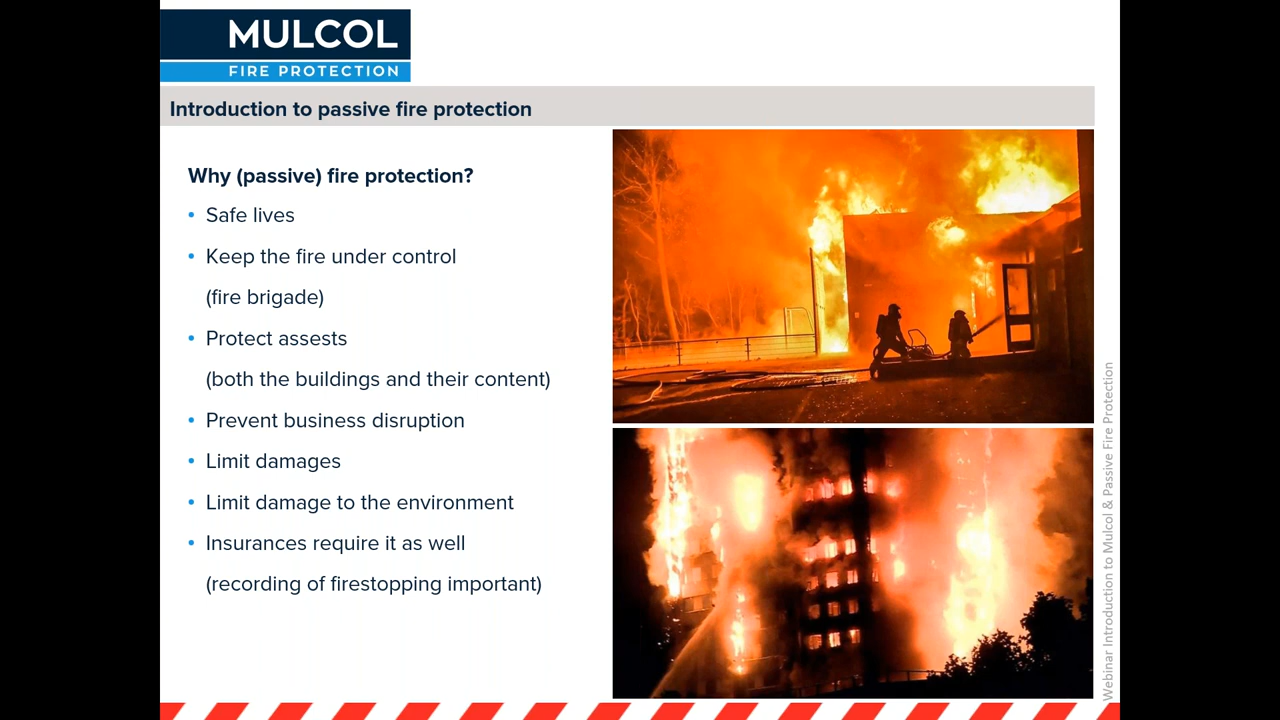 MULCOL
FIRE PROTECTION
Introduction to passive fire protection
Why (passive) fire protection?
• Safe lives
• Keep the fire under control
(fire brigade)
• Protect assests
(both the buildings and their content)
• Prevent business disruption
• Limit damages
• Limit damage to the environment
• Insurances require it as well
(recording of firestopping important)
Webinar Introduction to Mulcol & Passive Fire Protection